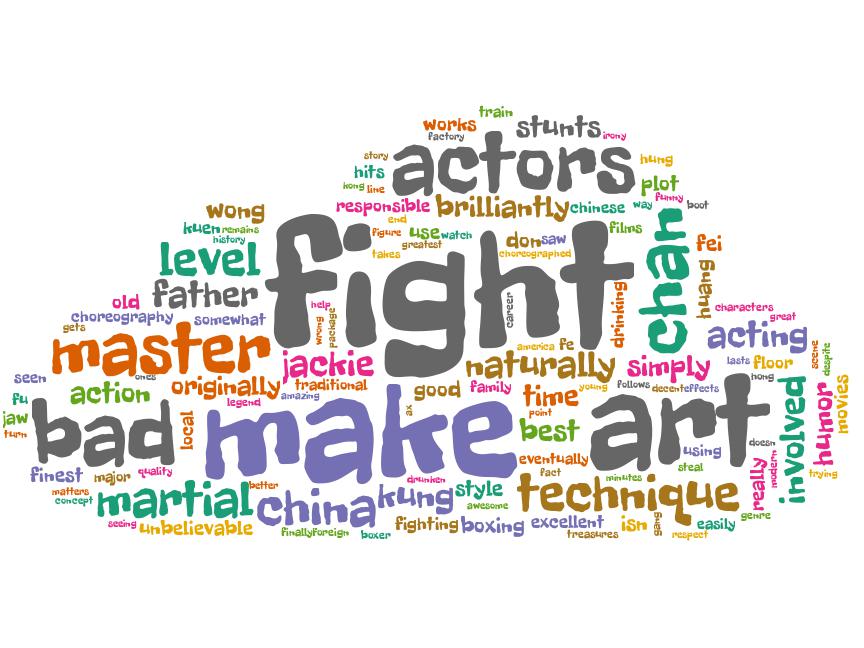 train
works
stunts
factory
irony
actors
story
hung
hits
plot
hong
line
funny
responsible
brilliantly
chinese
way
boot
wong
end
kuen
remains
figure
use
watch
films
history
greatest
don
saw
chan
fei
fight
level
takes
choreographed
huang
father
old
help
career
drinking
characters
choreography
somewhat
wrong
package
great
gets
acting
master
america
fe
scene
despite
jackie
naturally
simply
lasts
floor
seen
ones
hong
action
originally
traditional
good
family
time
young
follows
decent
effects
involved
humor
movies
fu
legend
amazing
jaw
ax
point
turn
bad
local
make
best
art
doesn
using
eventually
finest
major
quality
fact
steal
really
modern
trying
matters
better
drunken
minutes
concept
martial
china
kung
style
technique
awesome
genre
seeing
unbelievable
fighting
boxing
excellent
isn
gang
easily
finally
foreign
boxer
treasures
respect